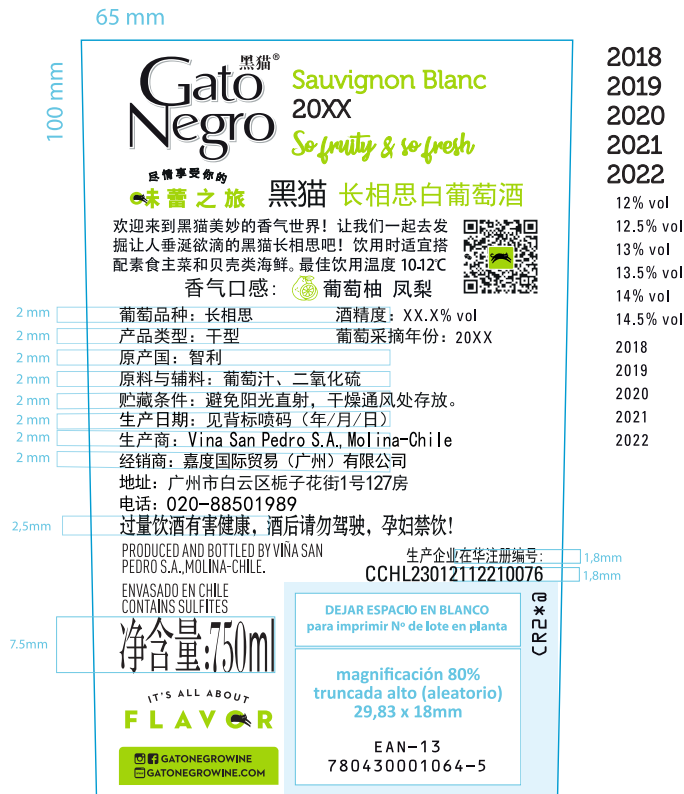 65 mm
100 mm
黑猫®
Gato
Negro
Sauvignon Blanc
20XX
So fruity & so fresh
尽情享受你的
味蕾之旅
黑猫 长相思白葡萄酒
欢迎来到黑猫美妙的香气世界！让我们一起去发
掘让人垂涎欲滴的黑猫长相思吧！饮用时适宜搭
配素食主菜和贝壳类海鲜。最佳饮用温度 10-12℃
香气口感： 葡萄柚 凤梨
2 mm 葡萄品种：长相思 酒精度：XX.X% vol
2 mm 产品类型：干型 葡萄采摘年份：20XX
2 mm 原产国：智利
2 mm 原料与辅料：葡萄汁、二氧化硫
2 mm 贮藏条件：避免阳光直射，干燥通风处存放。
2 mm 生产日期：见背标喷码（年/月/日）
2 mm 生产商：Vina San Pedro S.A., Molina-Chile
2 mm 经销商：嘉度国际贸易（广州）有限公司
地址：广州市白云区栀子花街1号127房
电话：020-88501989
2,5mm 过量饮酒有害健康，酒后请勿驾驶，孕妇禁饮！
PRODUCED AND BOTTLED BY VIÑA SAN
PEDRO S.A.,MOLINA-CHILE.
生产企业在华注册编号： 1,8mm
CCHL23012112210076 1,8mm
ENVASADO EN CHILE
CONTAINS SULFITES
7.5mm 净含量:750ml
IT'S ALL ABOUT
FLAVOR
GATONEGROWINE
GATONEGROWINE.COM
DEJAR ESPACIO EN BLANCO
para imprimir Nº de lote en planta
CR2*@
magnificación 80%
truncada alto (aleatorio)
29,83 x 18mm
EAN-13
780430001064-5
2018
2019
2020
2021
2022
12% vol
12.5% vol
13% vol
13.5% vol
14% vol
14.5% vol
2018
2019
2020
2021
2022